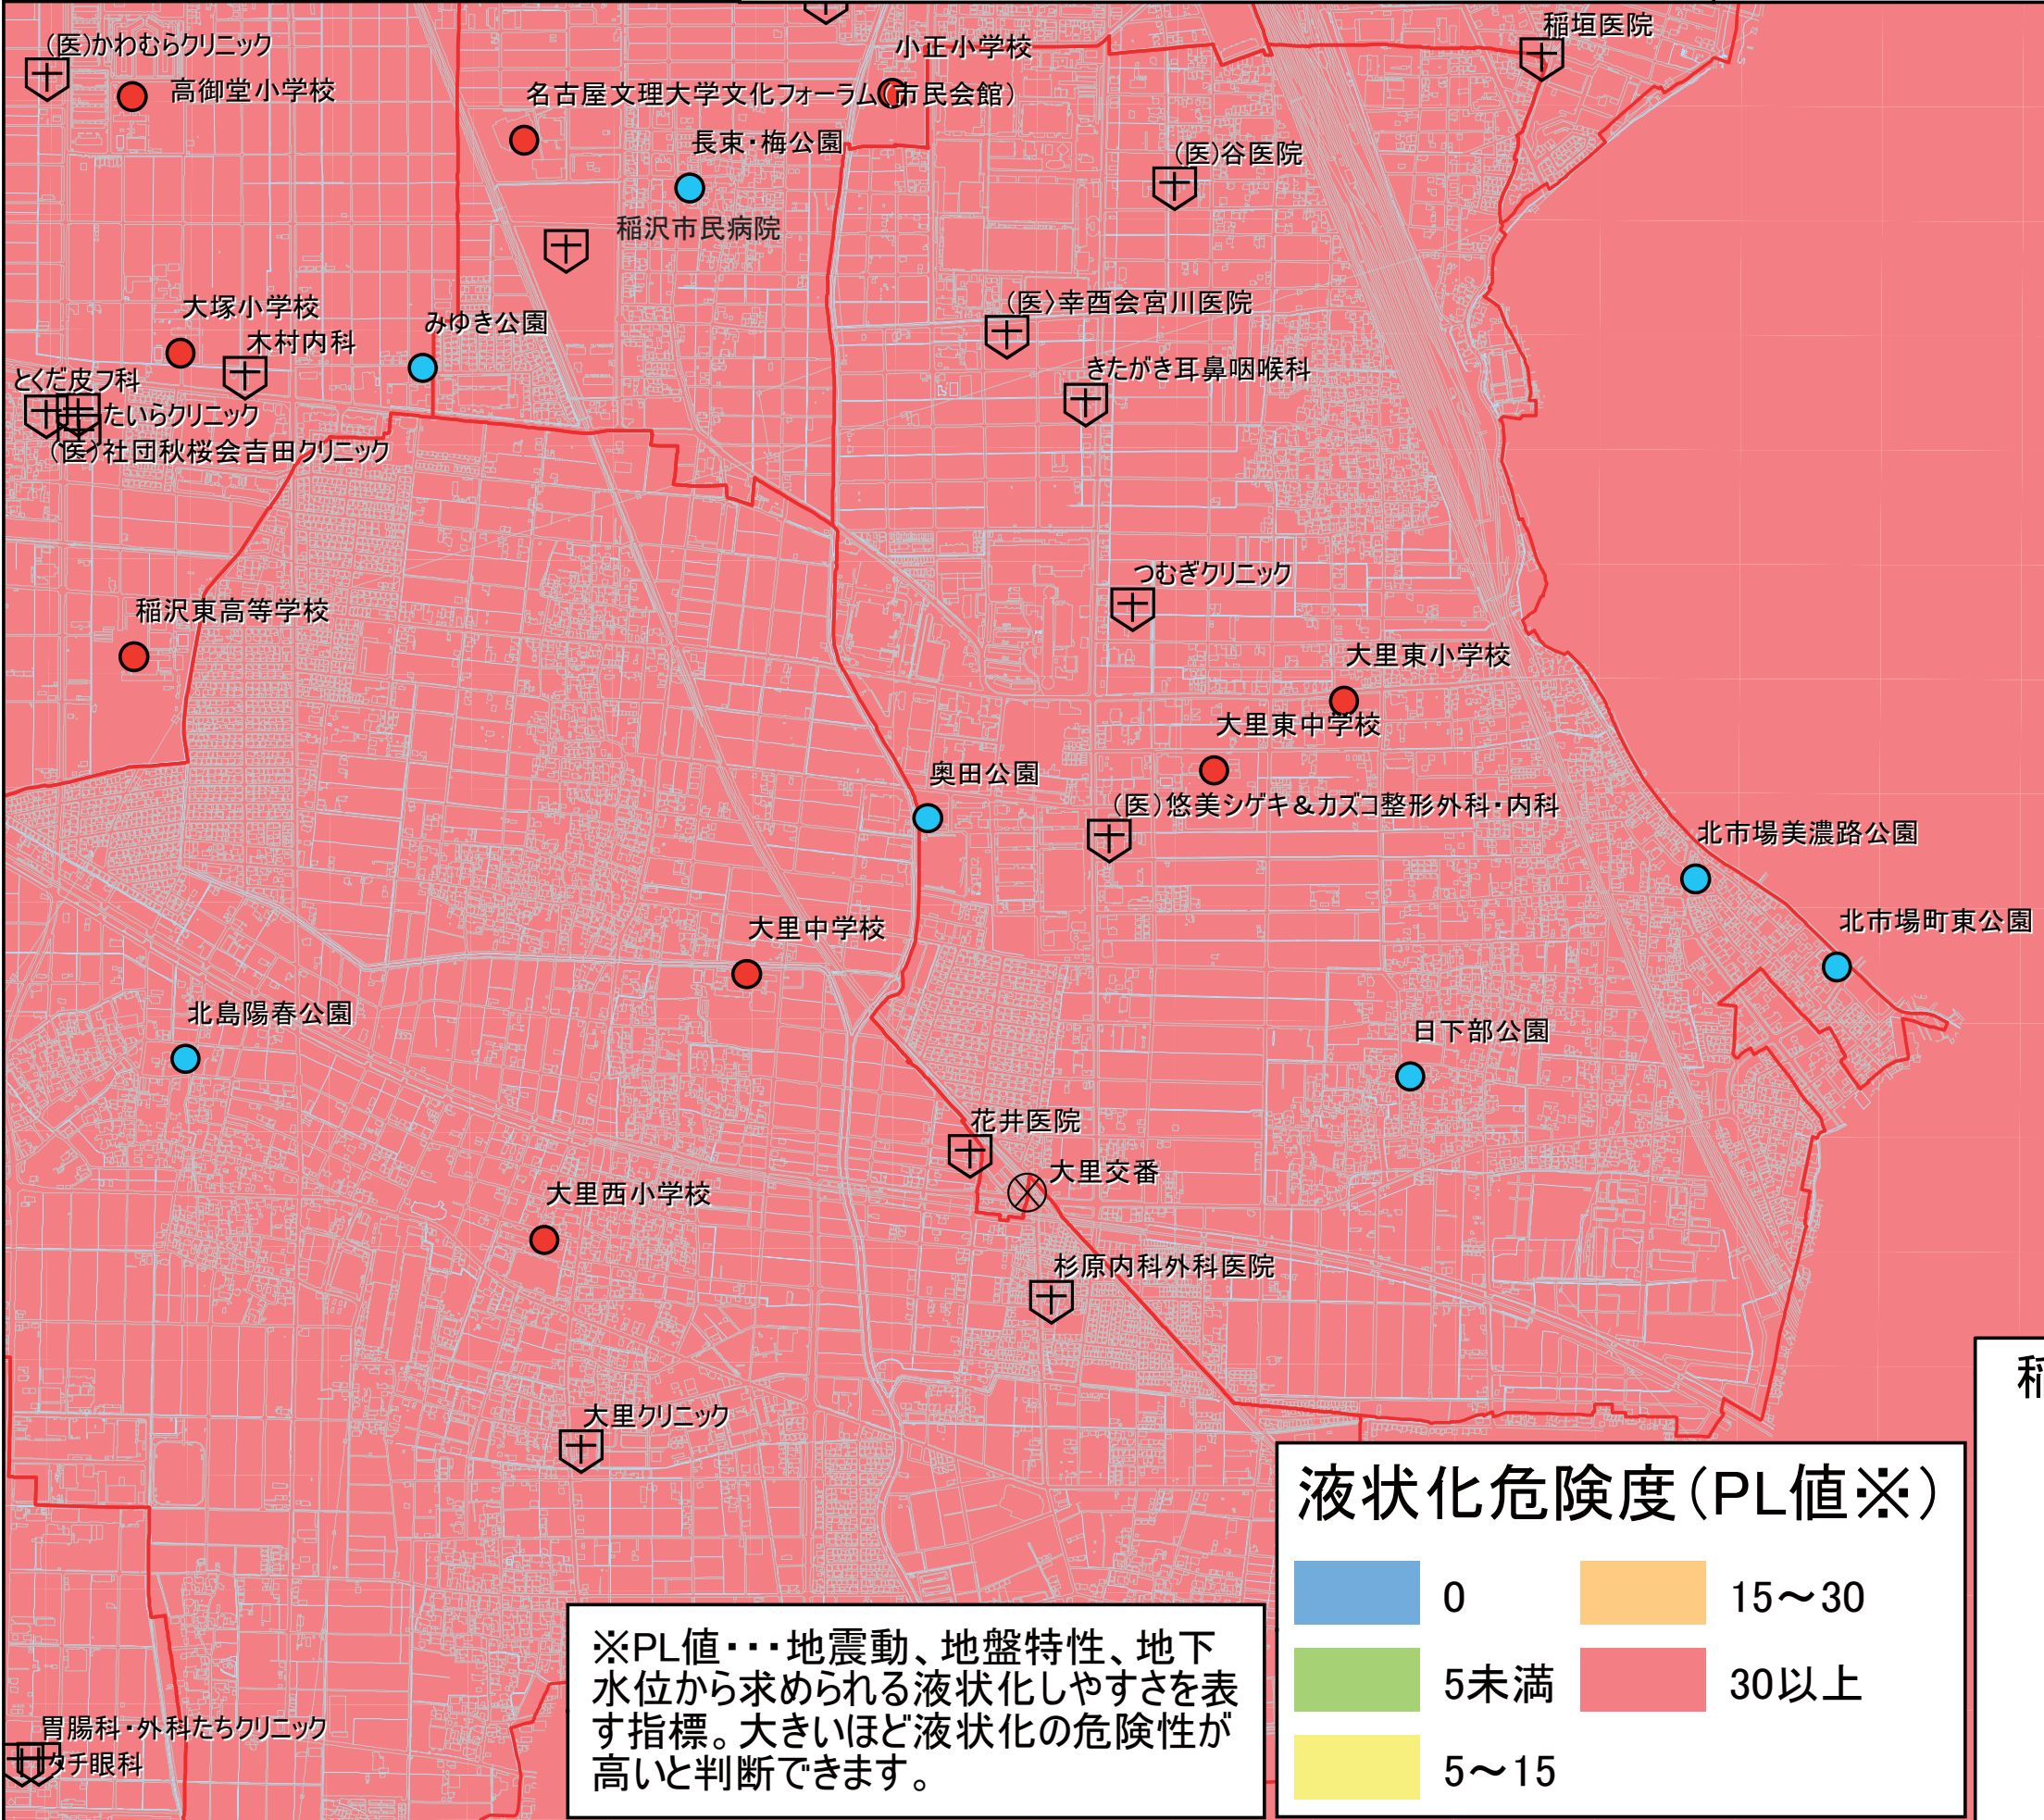 稲垣医院
(医)かわむらクリニック
小正小学校
高御堂小学校
名古屋文理大学文化フォーラム(市民会館)
長束・梅公園
(医)谷医院
稲沢市民病院
(医)幸酉会宮川医院
大塚小学校
みゆき公園
木村内科
きたがき耳鼻咽喉科
とくだ皮フ科
たいらクリニック
(医)社団秋桜会吉田クリニック
つむぎクリニック
稲沢東高等学校
大里東小学校
大里東中学校
奥田公園
(医)悠美シゲキ&カズコ整形外科・内科
北市場美濃路公園
大里中学校
北市場町東公園
北島陽春公園
日下部公園
花井医院
大里交番
大里西小学校
杉原内科外科医院
大里クリニック
胃腸科・外科たちクリニック
タチ眼科
※PL値・・・地震動、地盤特性、地下
水位から求められる液状化しやすさを表
す指標。大きいほど液状化の危険性が
高いと判断できます。
液状化危険度(PL値※)
0
15~30
5未満
30以上
5~15